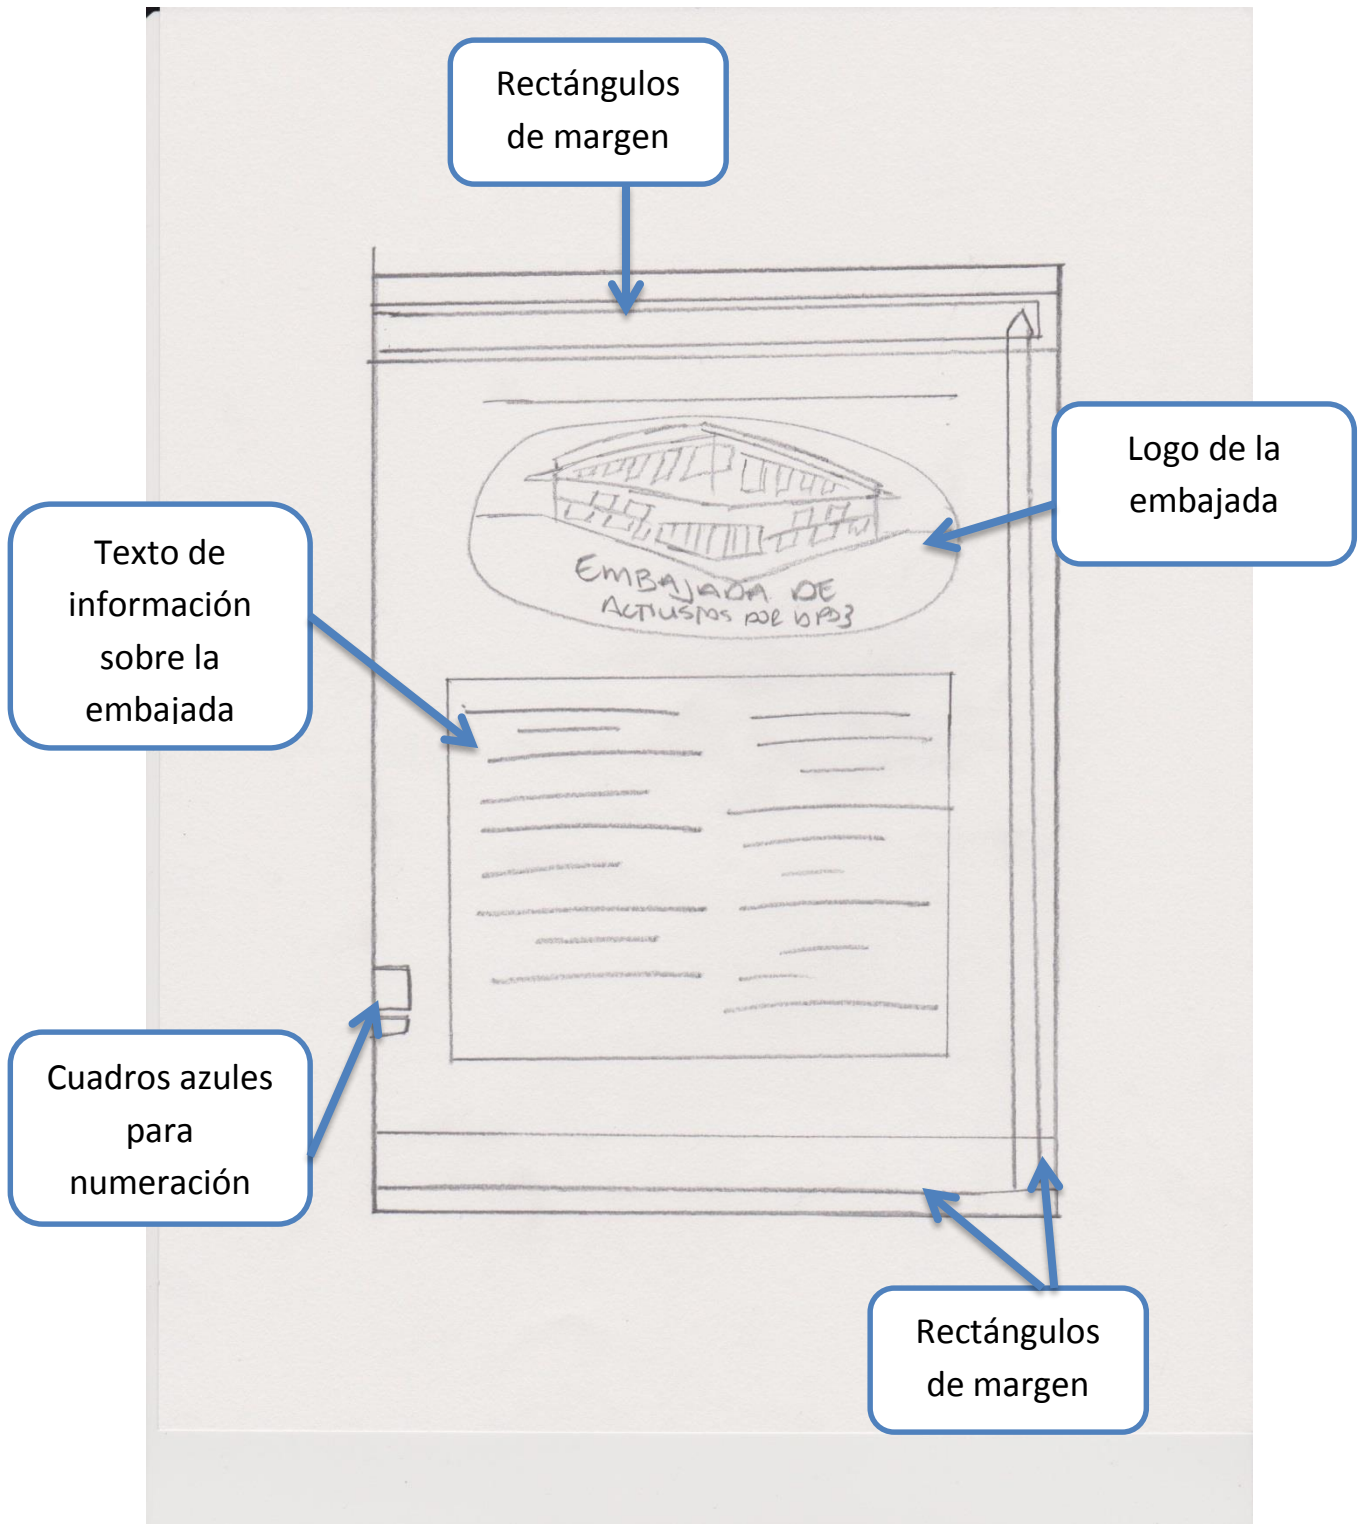 Rectángulos
de margen
Logo de la
embajada
Texto de
información
sobre la
embajada
EMBAJADA DE
POR
Cuadros azules
para
numeración
Rectángulos
de margen